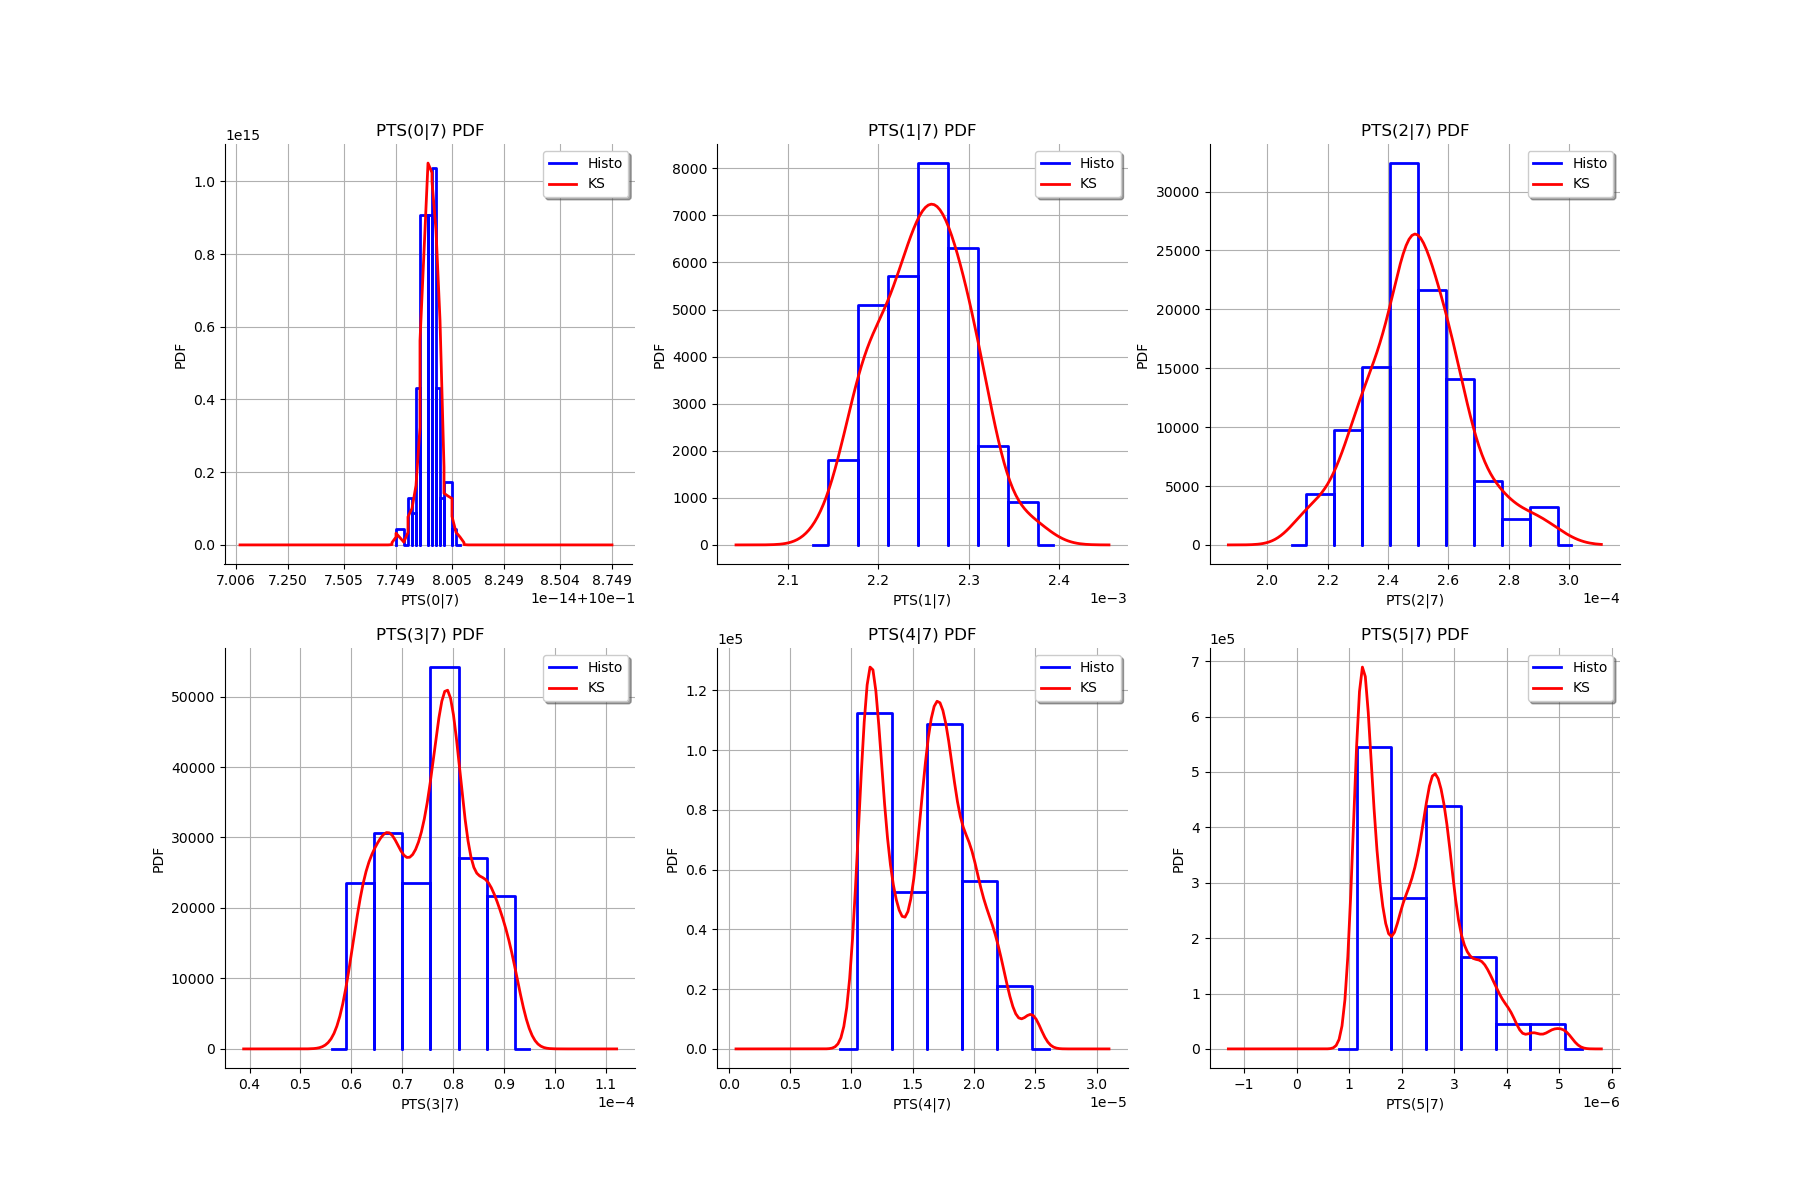 PTS(0|7) PDF
1e15
Histo
KS
PDF
1.0
0.8
0.6
0.4
0.2
0.0
7.006 7.250 7.505 7.749 8.005 8.249 8.504 8.749
PTS(0|7)
1e−14+10e−1
PTS(1|7) PDF
Histo
KS
PDF
8000
7000
6000
5000
4000
3000
2000
1000
0
2.1 2.2 2.3 2.4
PTS(1|7)
1e−3
PTS(2|7) PDF
Histo
KS
PDF
30000
25000
20000
15000
10000
5000
0
2.0 2.2 2.4 2.6 2.8 3.0
PTS(2|7)
1e−4
PTS(3|7) PDF
Histo
KS
PDF
50000
40000
30000
20000
10000
0
0.4 0.5 0.6 0.7 0.8 0.9 1.0 1.1
PTS(3|7)
1e−4
PTS(4|7) PDF
1e5
Histo
KS
PDF
1.2
1.0
0.8
0.6
0.4
0.2
0.0
0.0 0.5 1.0 1.5 2.0 2.5 3.0
PTS(4|7)
1e−5
PTS(5|7) PDF
1e5
Histo
KS
PDF
7
6
5
4
3
2
1
0
−1 0 1 2 3 4 5 6
PTS(5|7)
1e−6